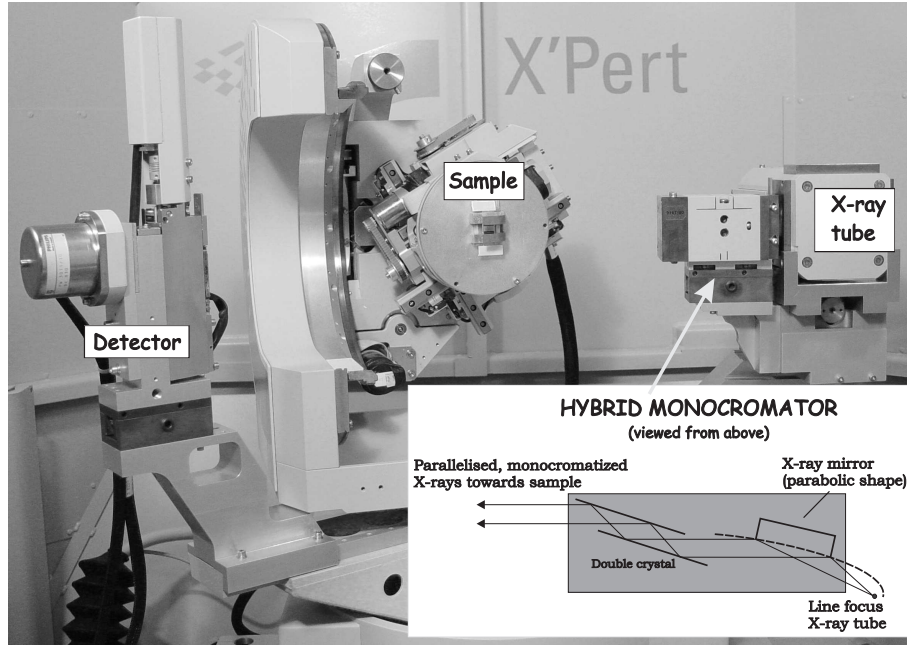 X'Pert
Sample
X-ray
tube
Detector
HYBRID MONOCROMATOR
(viewed from above)
Parallelised, monocromatized
X-rays towards sample
X-ray mirror
(parabolic shape)
Double crystal
Line focus
X-ray tube